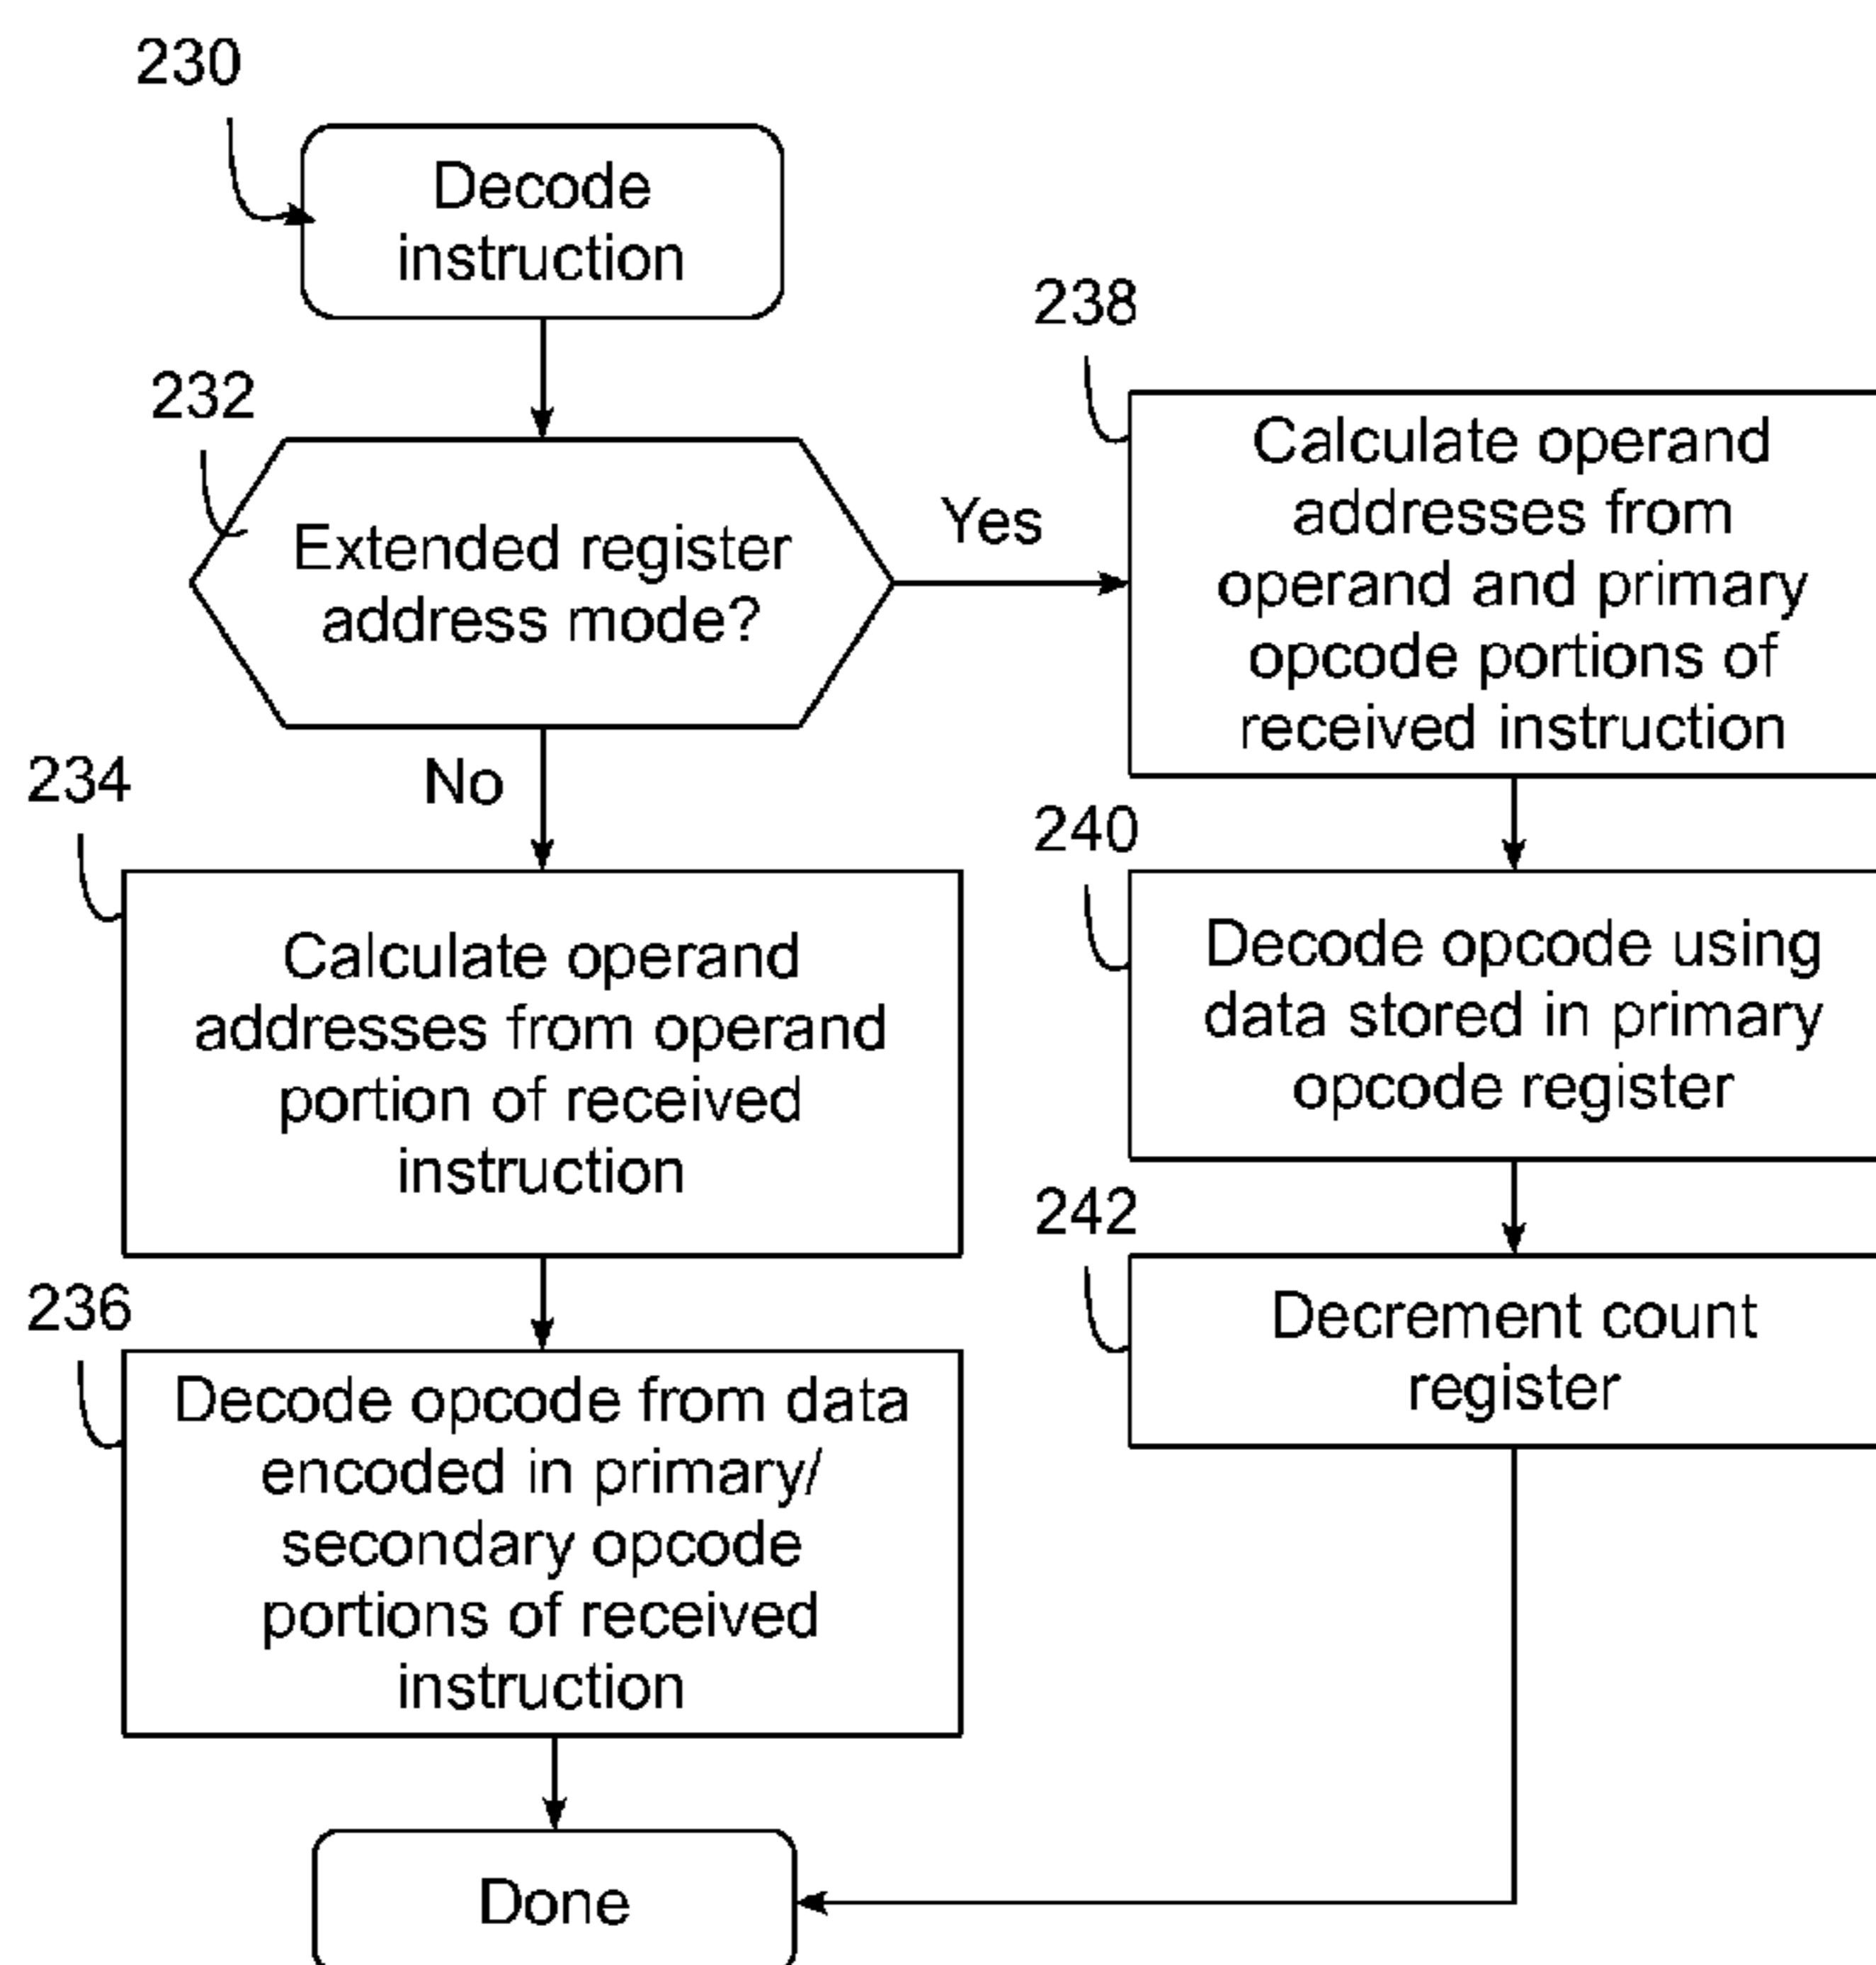 230
Decode
instruction
232
Extended register
address mode?
Yes
No
234
Calculate operand
addresses from operand
portion of received
instruction
236
Decode opcode from data
encoded in primary/
secondary opcode
portions of received
instruction
Done
238
Calculate operand
addresses from
operand and primary
opcode portions of
received instruction
240
Decode opcode using
data stored in primary
opcode register
242
Decrement count
register